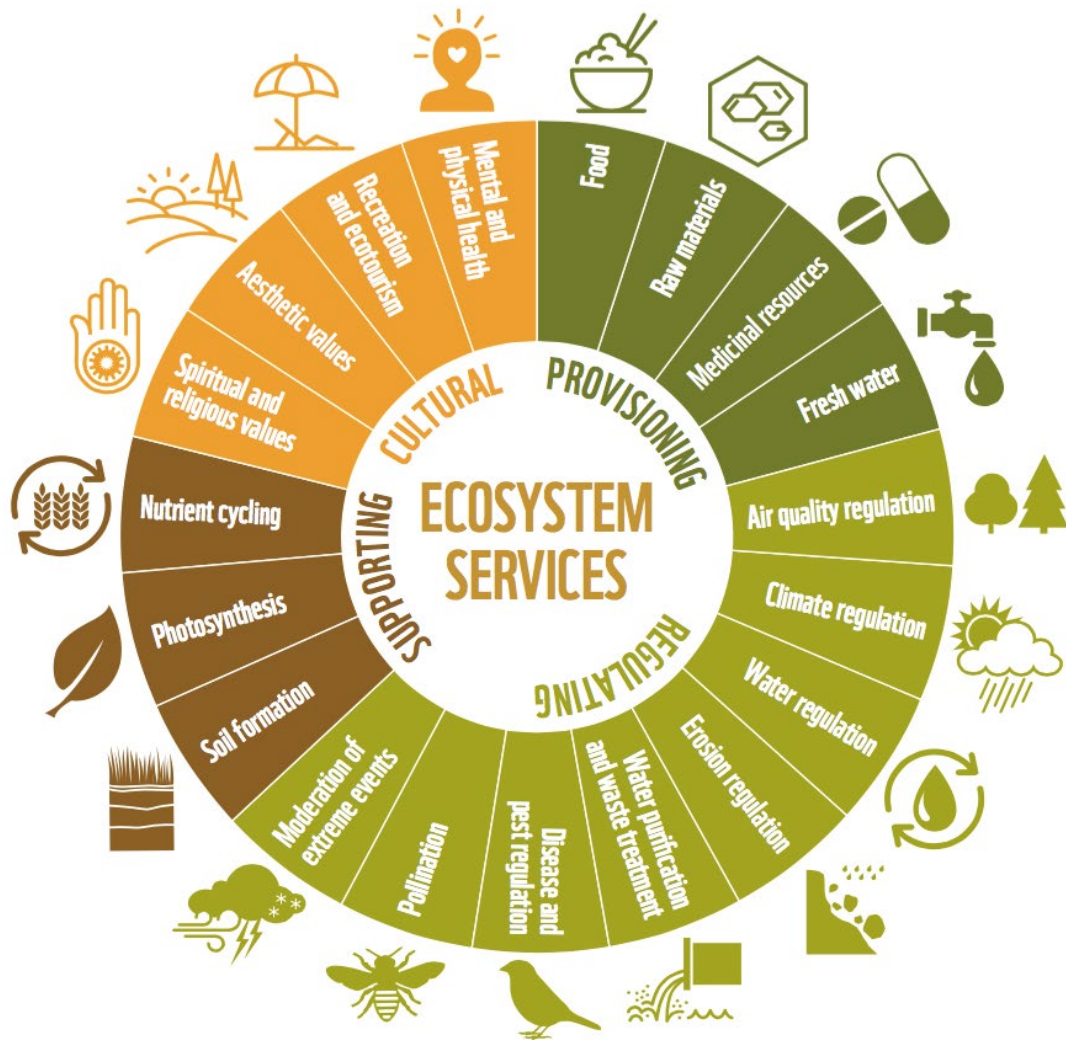 ECOSYSTEM
SERVICES
PROVISIONING
Food
Raw materials
Medicinal resources
Fresh water
REGULATING
Air quality regulation
Climate regulation
Water regulation
Erosion regulation
Water purification
and waste treatment
Disease and
pest regulation
Pollination
Moderation of
extreme events
SUPPORTING
Soil formation
Photosynthesis
Nutrient cycling
CULTURAL
Spiritual and
religious values
Aesthetic values
Recreation
and ecotourism
Mental and
physical health